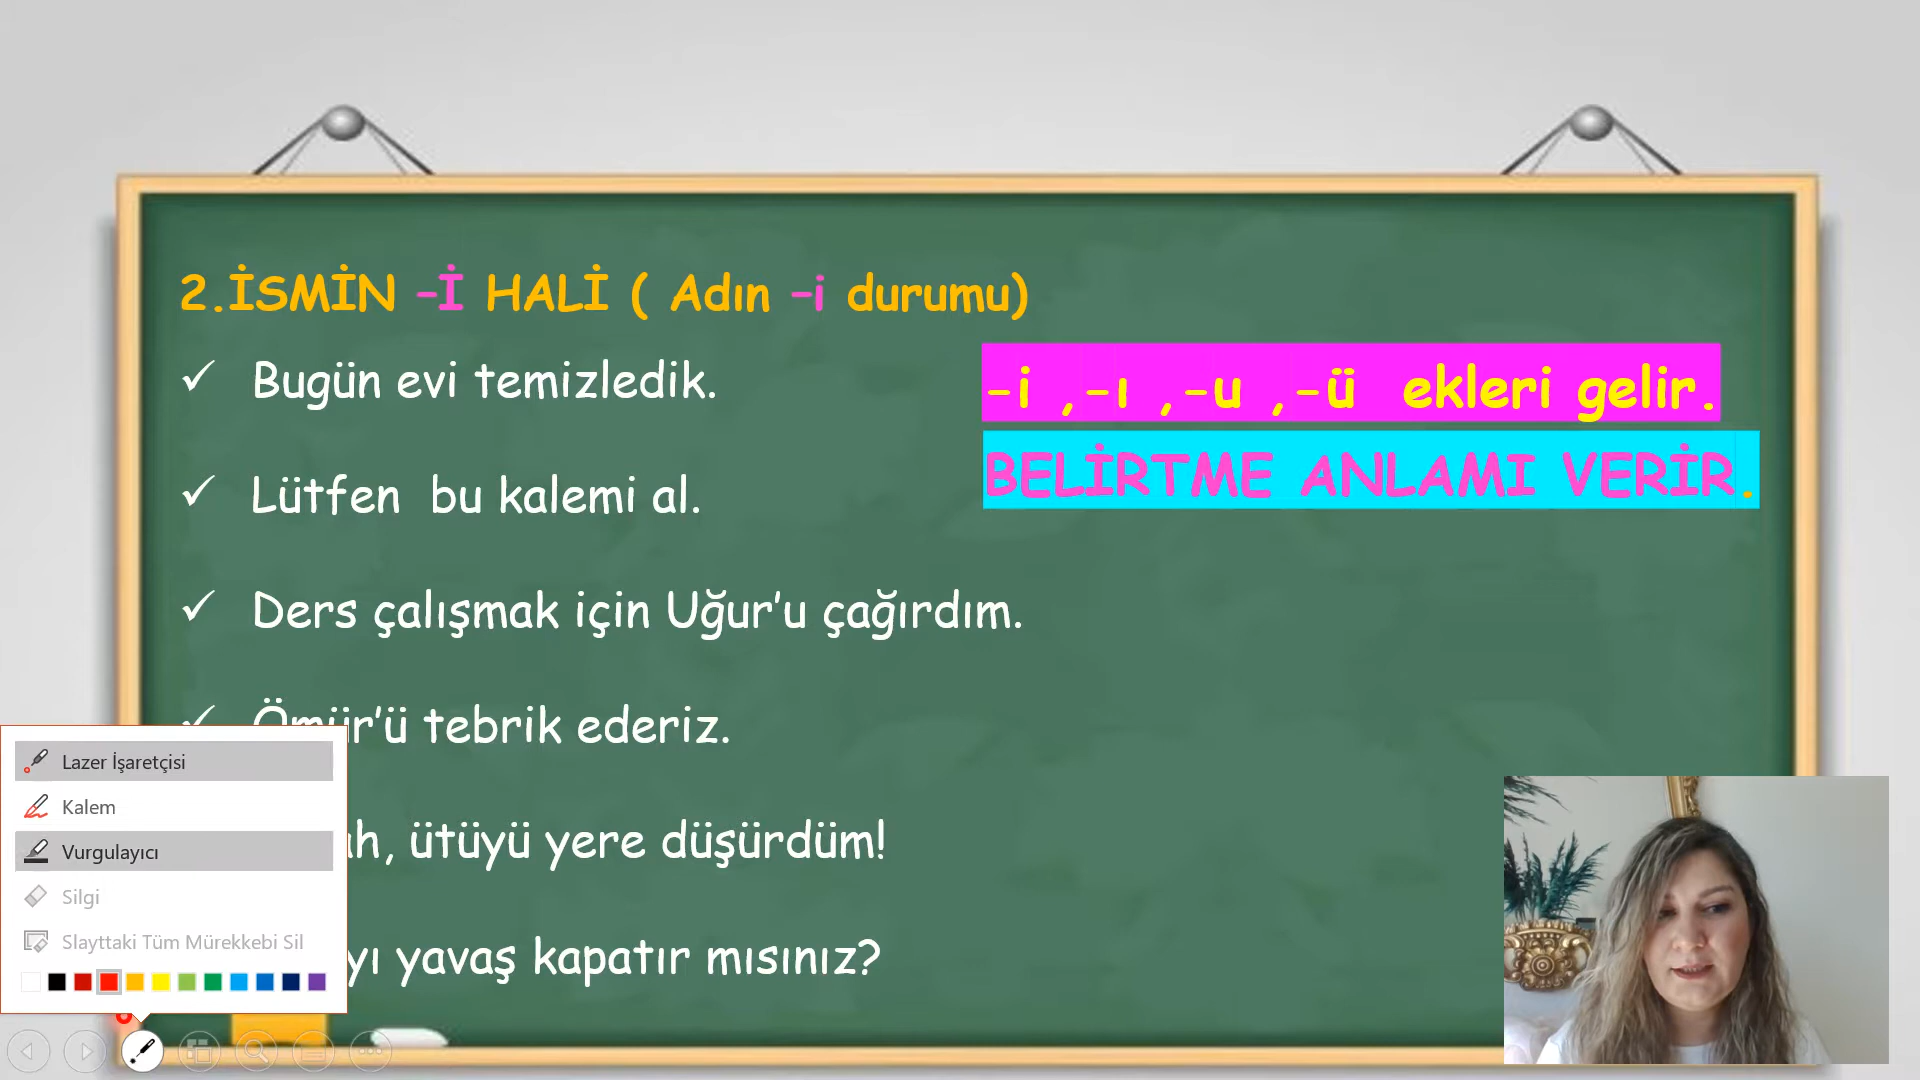 2.İSMİN –İ HALİ ( Adın –i durumu)
✓ Bugün evi temizledik.
–i ,–ı ,–u ,–ü ekleri gelir.
BELİRTME ANLAMI VERİR.
✓ Lütfen bu kalemi al.
✓ Ders çalışmak için Uğur’u çağırdım.
✓ Ömür’ü tebrik ederiz.
ütüyü yere düşürdüm!
yavaş kapatır mısınız?
Lazer İşaretçisi
Kalem
Vurgulayıcı
Silgi
Slayttaki Tüm Mürekkebi Sil